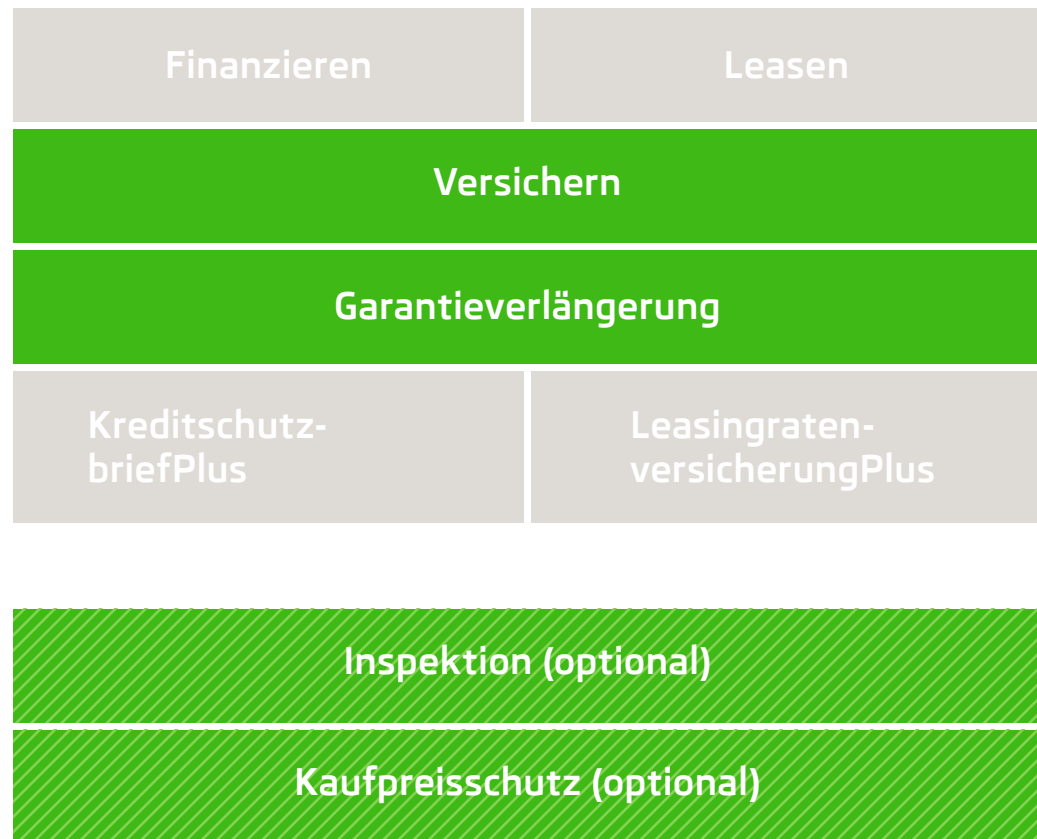 Finanzieren
Leasen
Versichern
Garantieverlängerung
Kreditschutz-
briefPlus
Leasingraten-
versicherungPlus
Inspektion (optional)
Kaufpreisschutz (optional)